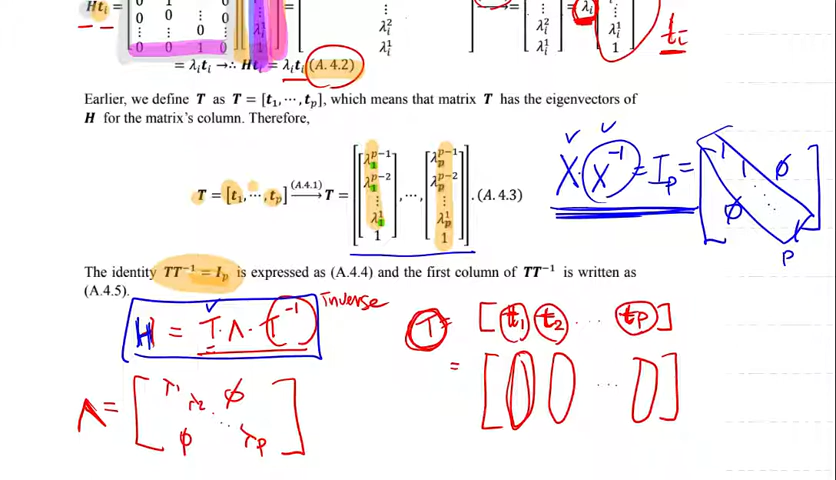 Ht_i =
= λ_i t_i → ∴ Ht_i = λ_i t_i (A. 4.2)
t_i
Earlier, we define T as T = [t_1, ⋯, t_p], which means that matrix T has the eigenvectors of
H for the matrix's column. Therefore,
T = [t_1, ⋯, t_p] (A.4.1) → T = [[λ_1^{p-1} λ_1^{p-2} ⋮ λ_1^1 1], ⋯, [λ_p^{p-1} λ_p^{p-2} ⋮ λ_p^1 1]]. (A.4.3)
X · X^{-1} = I_p = [1 1 ⋱ φ φ] p
The identity TT^{-1} = I_p is expressed as (A.4.4) and the first column of TT^{-1} is written as
(A.4.5).
H = T · Λ · T^{-1} Inverse
T = [t_1 t_2 ⋯ t_p]
= [ ⋯ ]
Λ = [λ_1 λ_2 ⋱ λ_p φ φ]